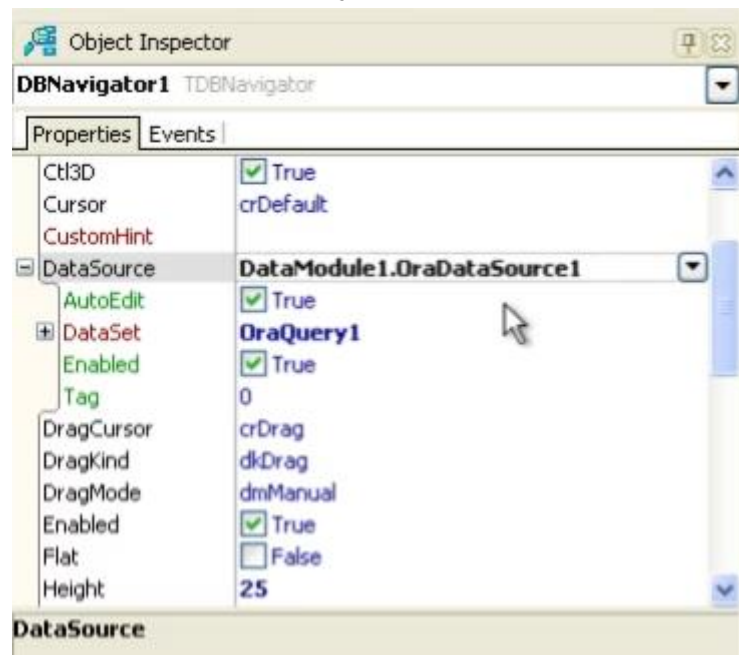 Object Inspector
DBNavigator1 TDBNavigator
Properties Events
Ctl3D True
Cursor crDefault
CustomHint
DataSource DataModule1.OraDataSource1
AutoEdit True
DataSet OraQuery1
Enabled True
Tag 0
DragCursor crDrag
DragKind dkDrag
DragMode dmManual
Enabled True
Flat False
Height 25
DataSource